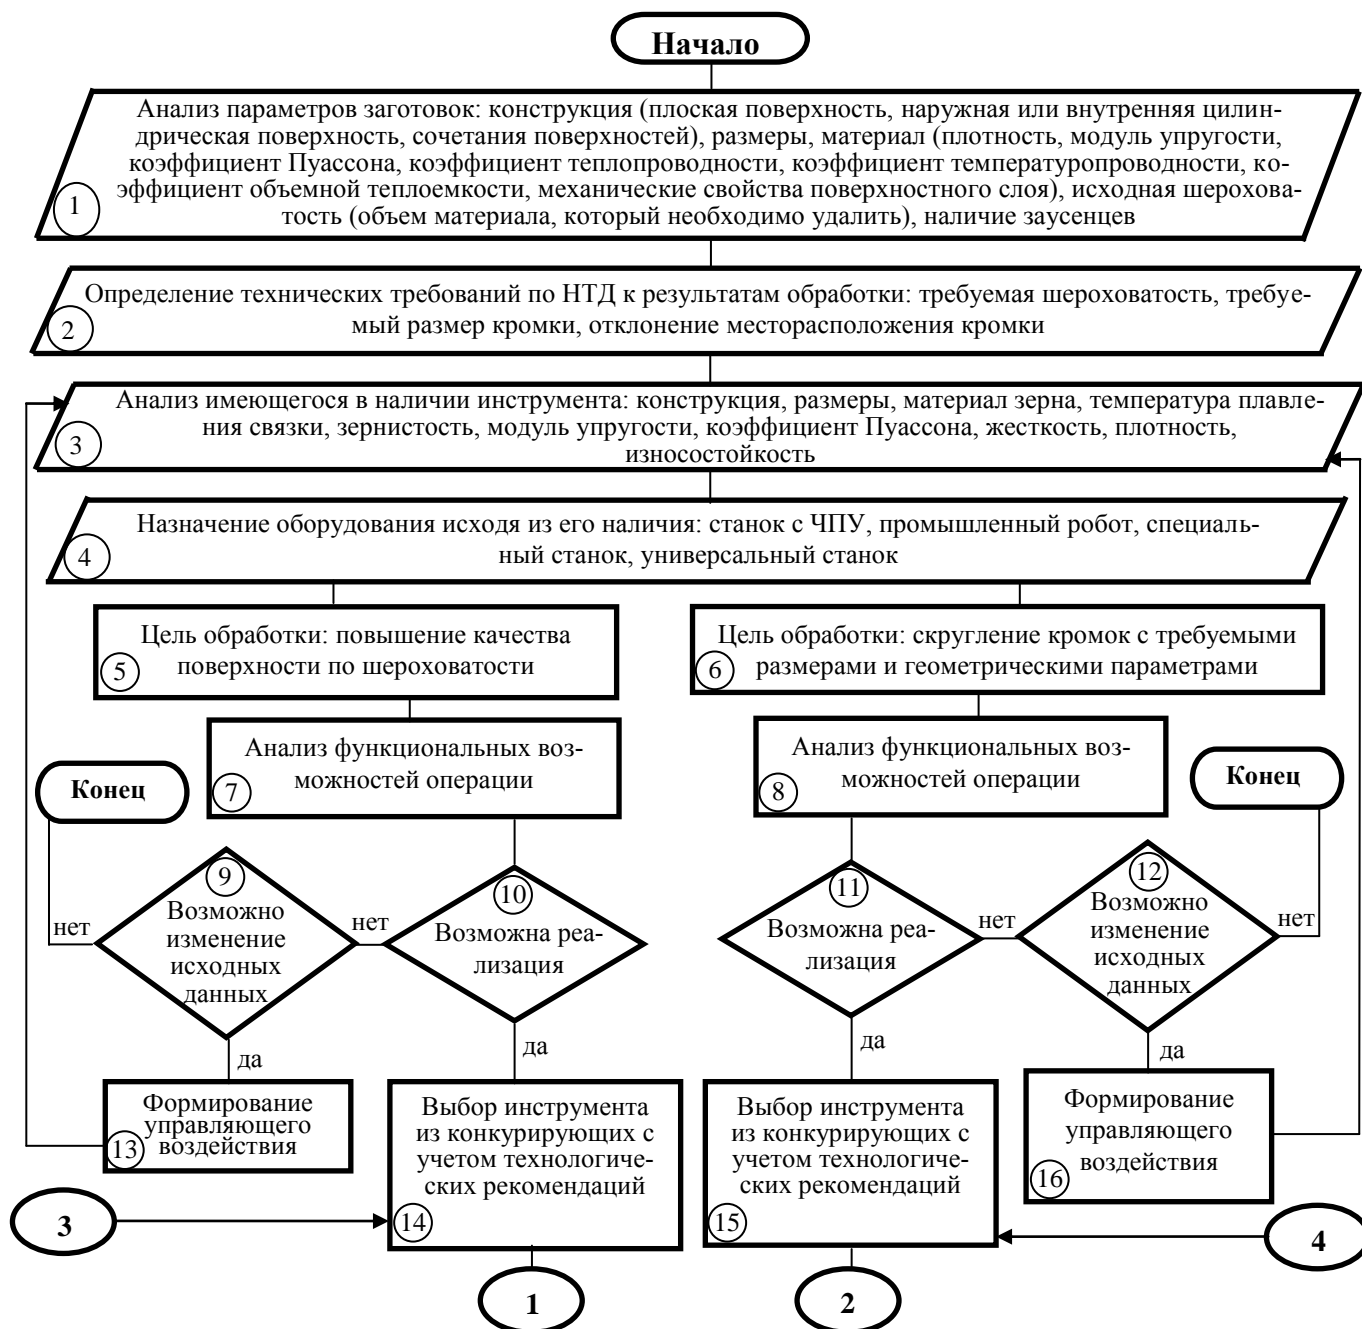 Начало
Анализ параметров заготовок: конструкция (плоская поверхность, наружная или внутренняя цилин-
дрическая поверхность, сочетания поверхностей), размеры, материал (плотность, модуль упругости,
коэффициент Пуассона, коэффициент теплопроводности, коэффициент температуропроводности, ко-
эффициент объемной теплоемкости, механические свойства поверхностного слоя), исходная шерохова-
тость (объем материала, который необходимо удалить), наличие заусенцев
1
Определение технических требований по НТД к результатам обработки: требуемая шероховатость, требуе-
мый размер кромки, отклонение месторасположения кромки
2
Анализ имеющегося в наличии инструмента: конструкция, размеры, материал зерна, температура плавле-
ния связки, зернистость, модуль упругости, коэффициент Пуассона, жесткость, плотность,
износостойкость
3
Назначение оборудования исходя из его наличия: станок с ЧПУ, промышленный робот, специаль-
ный станок, универсальный станок
4
Цель обработки: повышение качества
поверхности по шероховатости
5
Цель обработки: скругление кромок с требуемыми
размерами и геометрическими параметрами
6
Анализ функциональных воз-
можностей операции
7
Анализ функциональных воз-
можностей операции
8
Конец
Конец
9
Возможно
изменение
исходных
данных
10
Возможна реа-
лизация
11
Возможна реа-
лизация
12
Возможно
изменение
исходных
данных
нет
нет
нет
нет
да
да
да
да
Формирование
управляющего
воздействия
13
Выбор инструмента
из конкурирующих с
учетом технологиче-
ских рекомендаций
14
Выбор инструмента
из конкурирующих с
учетом технологиче-
ских рекомендаций
15
Формирование
управляющего
воздействия
16
3
4
1
2